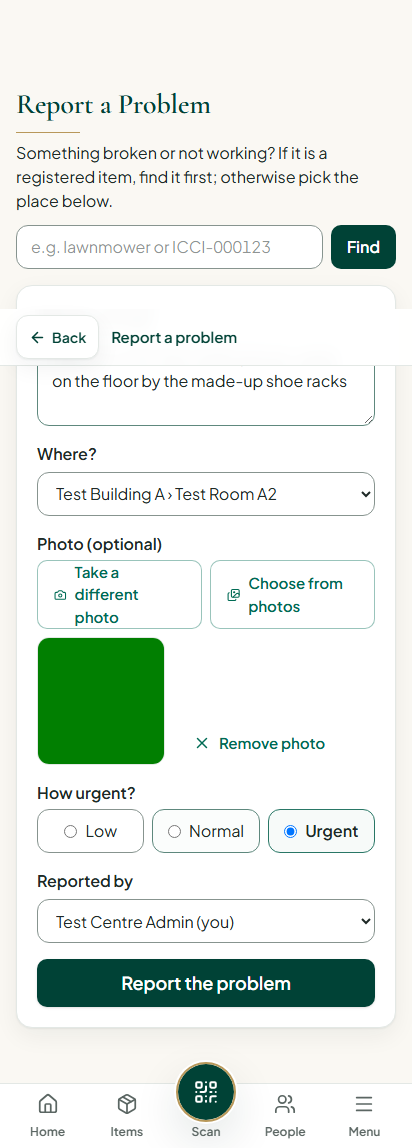 Report a Problem
Something broken or not working? If it is a
registered item, find it first; otherwise pick the
place below.
e.g. lawnmower or ICCI-000123
Find
Back
Report a problem
on the floor by the made-up shoe racks
Where?
Test Building A › Test Room A2
Photo (optional)
Take a
different
photo
Choose from
photos
Remove photo
How urgent?
Low
Normal
Urgent
Reported by
Test Centre Admin (you)
Report the problem
Home
Items
Scan
People
Menu